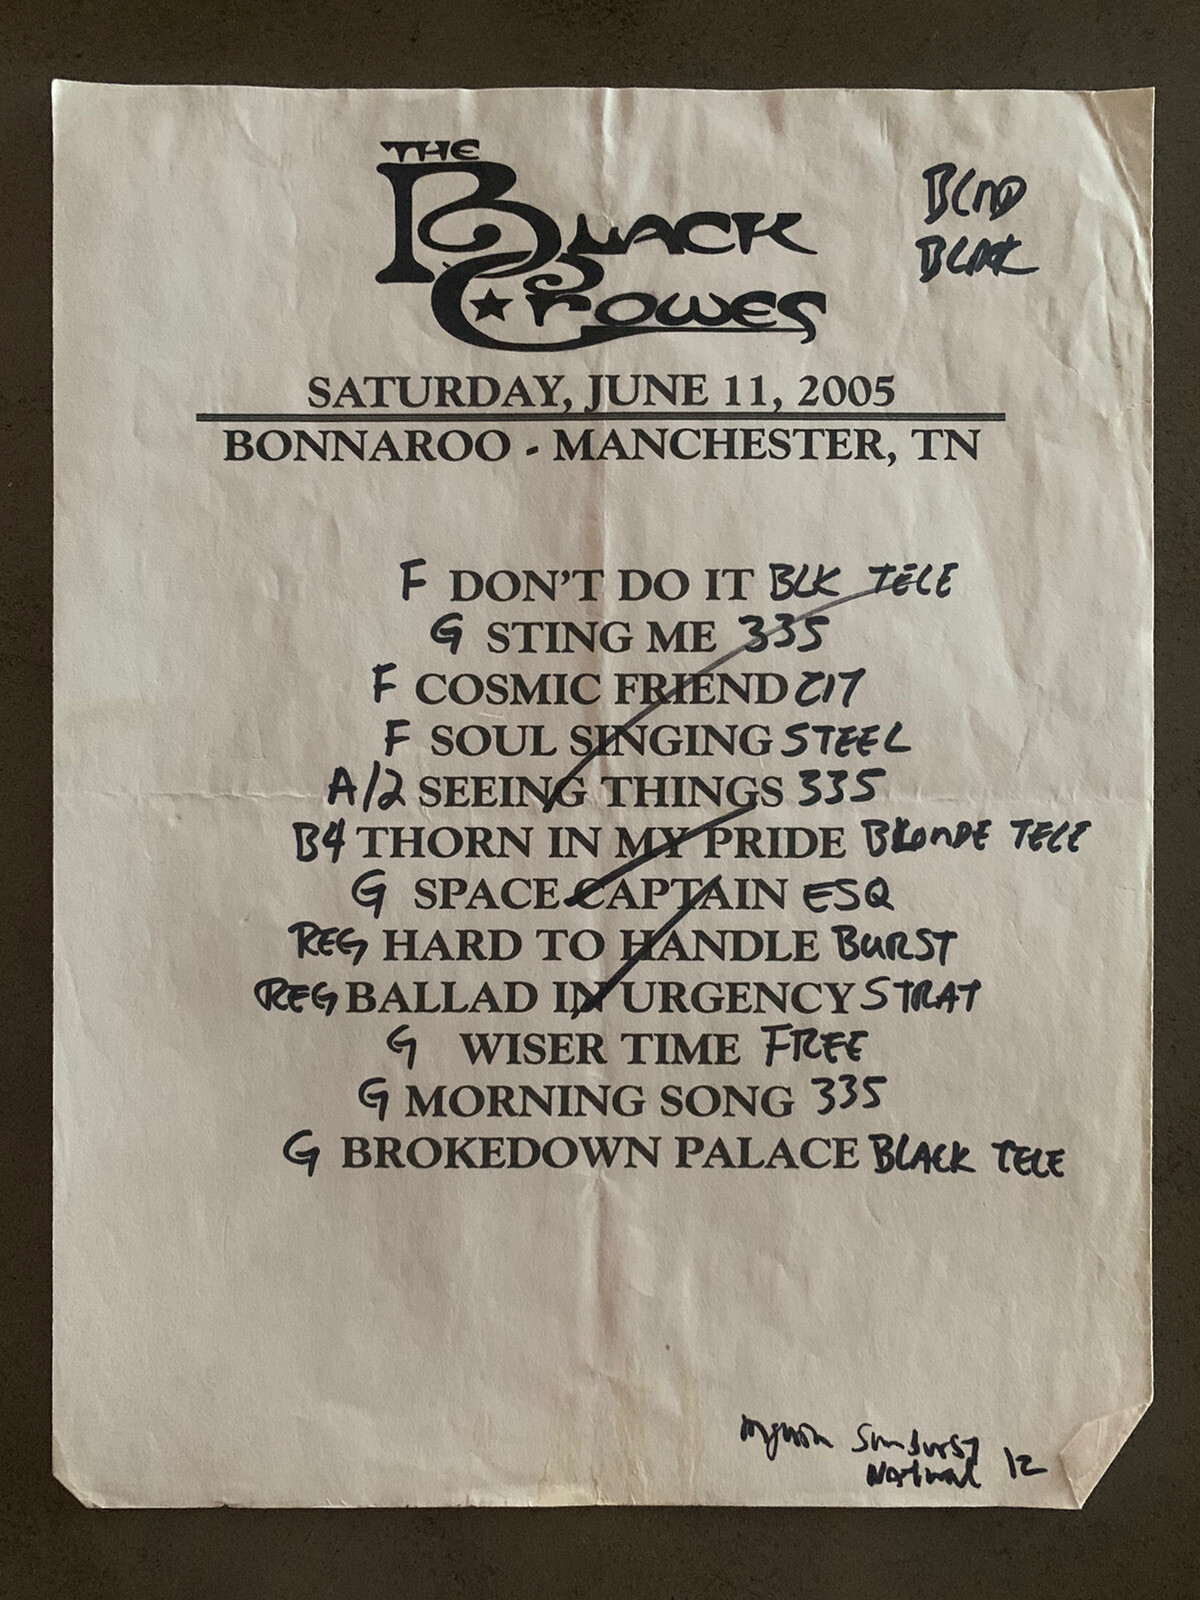 THE
BLACK
CROWES
BLND
BLAK
SATURDAY, JUNE 11, 2005
BONNAROO - MANCHESTER, TN
F DON'T DO IT BLK TELE
G STING ME 335
F COSMIC FRIEND
F SOUL SINGING STEEL
A/2 SEEING THINGS 335
B4 THORN IN MY PRIDE BLONDE TELE
G SPACE CAPTAIN ESQ
REG HARD TO HANDLE BURST
REG BALLAD IN URGENCY STRAT
G WISER TIME FREE
G MORNING SONG 335
G BROKEDOWN PALACE BLACK TELE
Sunburst
Natural 12